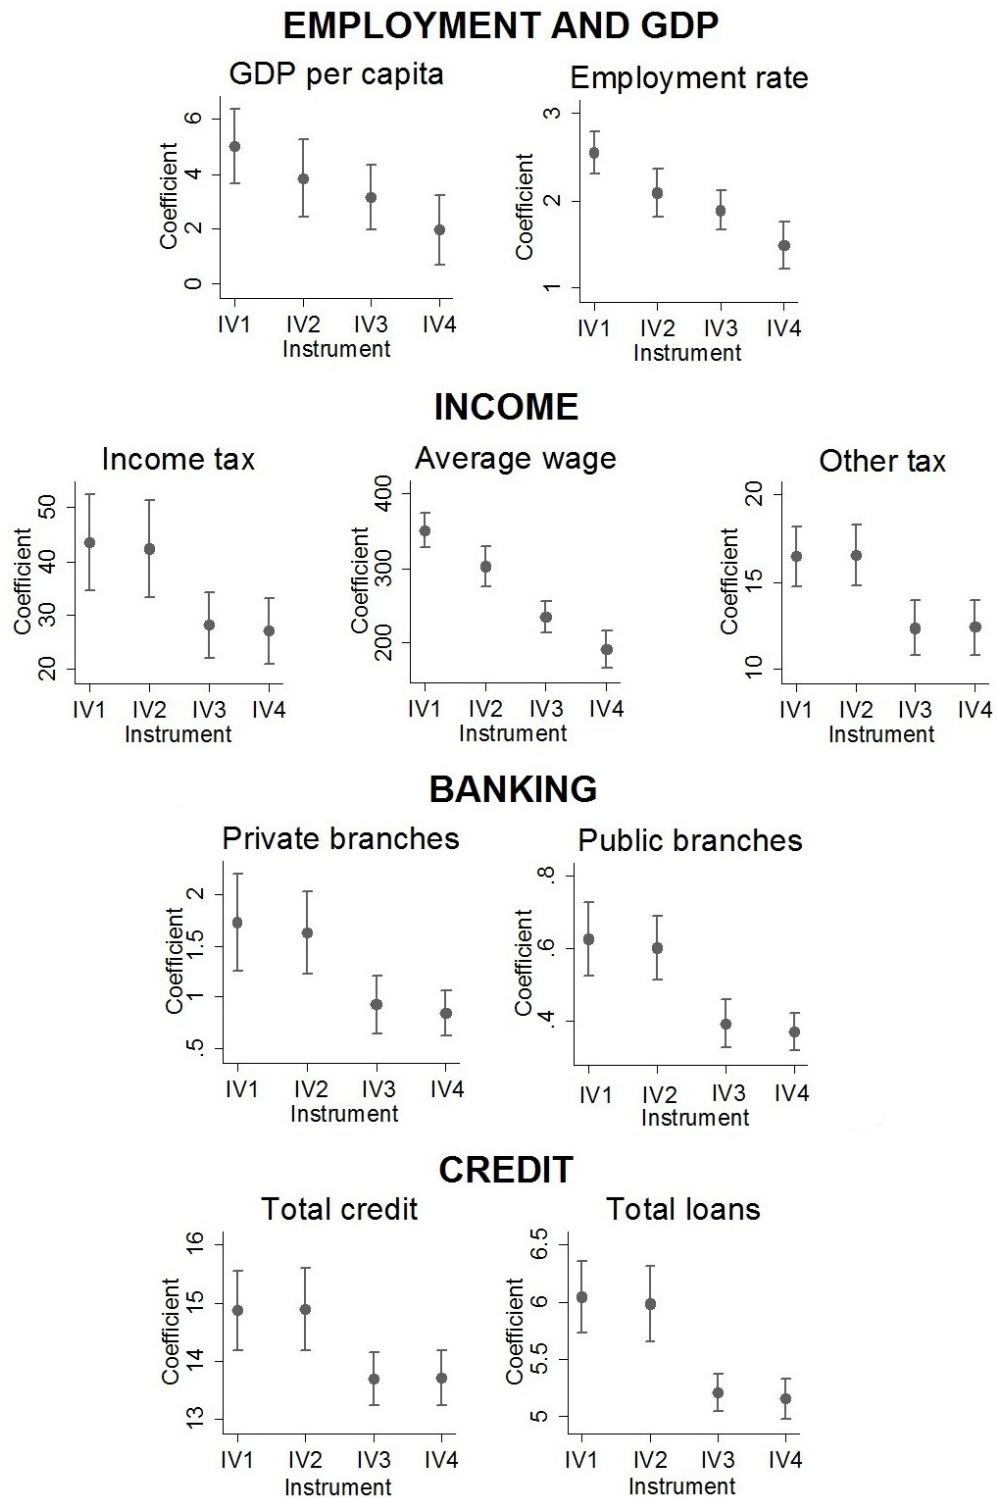 EMPLOYMENT AND GDP
GDP per capita
Coefficient
6
4
2
0
IV1 IV2 IV3 IV4
Instrument
Employment rate
Coefficient
3
2
1
IV1 IV2 IV3 IV4
Instrument
INCOME
Income tax
Coefficient
50
40
30
20
IV1 IV2 IV3 IV4
Instrument
Average wage
Coefficient
400
300
200
IV1 IV2 IV3 IV4
Instrument
Other tax
Coefficient
20
15
10
IV1 IV2 IV3 IV4
Instrument
BANKING
Private branches
Coefficient
2
1.5
1
.5
IV1 IV2 IV3 IV4
Instrument
Public branches
Coefficient
.8
.6
.4
IV1 IV2 IV3 IV4
Instrument
CREDIT
Total credit
Coefficient
16
15
14
13
IV1 IV2 IV3 IV4
Instrument
Total loans
Coefficient
6.5
6
5.5
5
IV1 IV2 IV3 IV4
Instrument